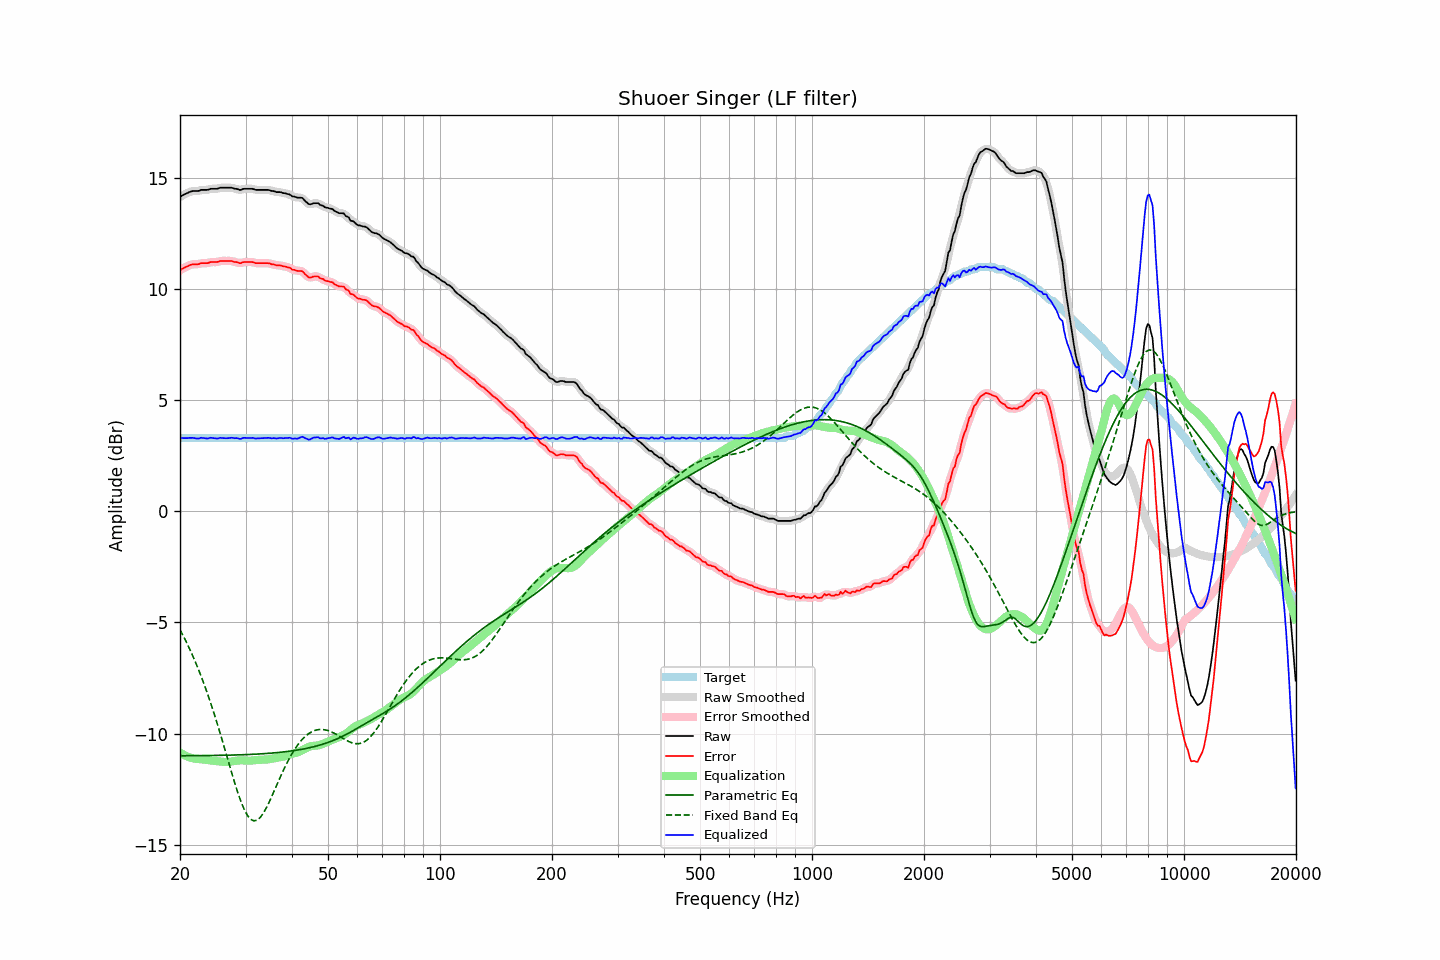 Shuoer Singer (LF filter)
Amplitude (dBr)
15
10
5
0
−5
−10
−15
20
50
100
200
500
1000
2000
5000
10000
20000
Frequency (Hz)
Target
Raw Smoothed
Error Smoothed
Raw
Error
Equalization
Parametric Eq
Fixed Band Eq
Equalized